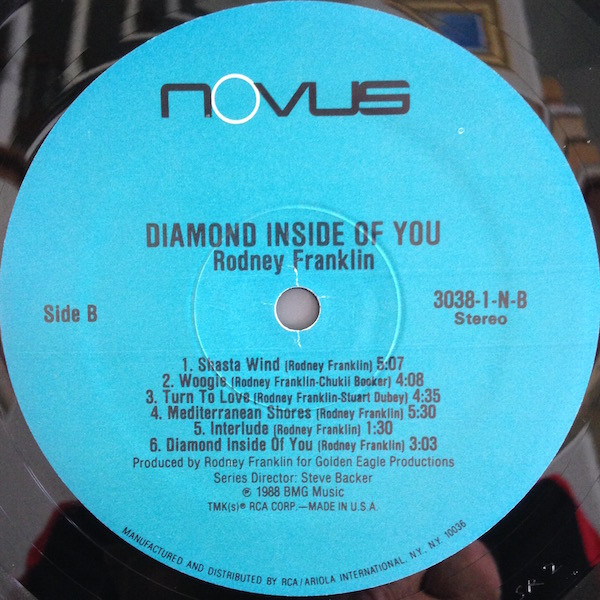 NOVUS
DIAMOND INSIDE OF YOU
Rodney Franklin
Side B
3038-1-N-B
Stereo
1. Shasta Wind (Rodney Franklin) 5:07
2. Woogie (Rodney Franklin-Chukii Booker) 4:08
3. Turn To Love (Rodney Franklin-Stuart Dubey) 4:35
4. Mediterranean Shores (Rodney Franklin) 5:30
5. Interlude (Rodney Franklin) 1:30
6. Diamond Inside Of You (Rodney Franklin) 3:03
Produced by Rodney Franklin for Golden Eagle Productions
Series Director: Steve Backer
℗ 1988 BMG Music
TMK(s)® RCA CORP.—MADE IN U.S.A.
MANUFACTURED AND DISTRIBUTED BY RCA/ARIOLA INTERNATIONAL, N.Y. N.Y. 10036